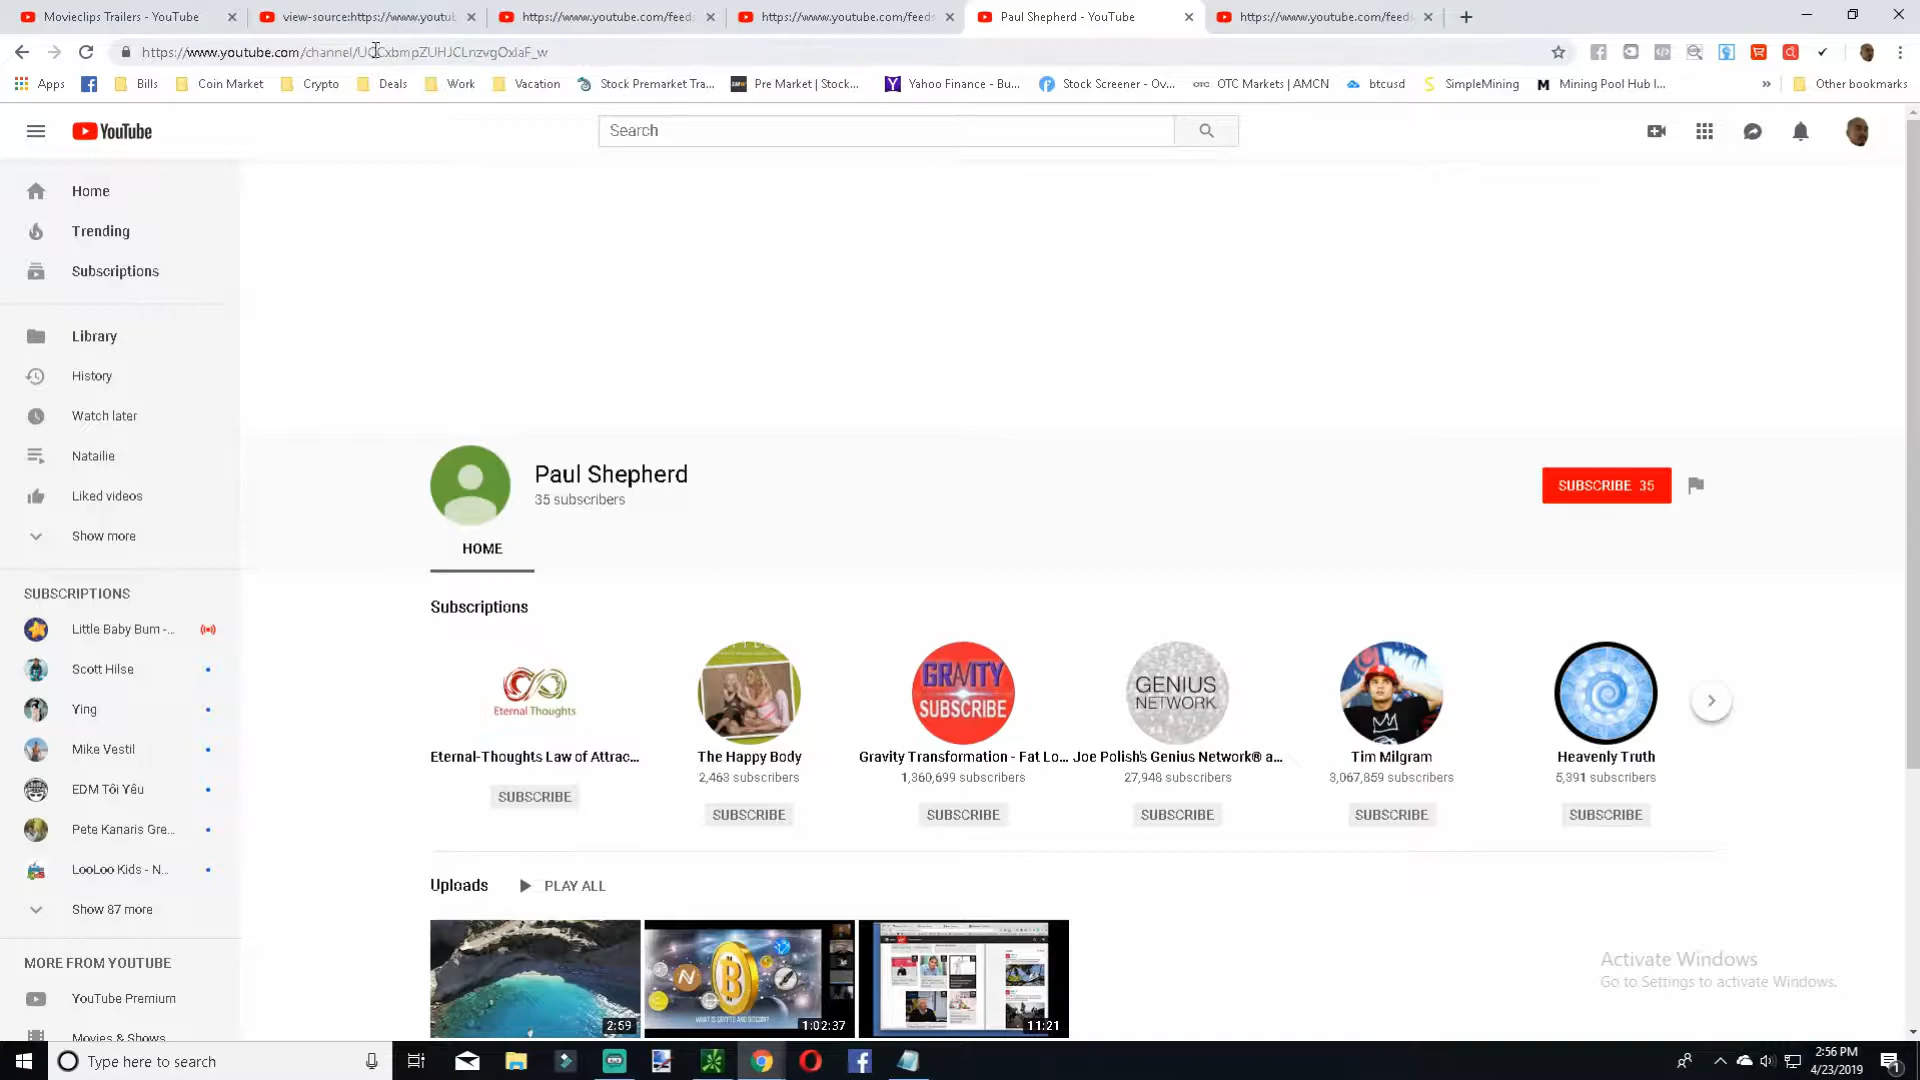 Movieclips Trailers - YouTube
view-source:https://www.youtub
https://www.youtube.com/feeds
https://www.youtube.com/feeds
Paul Shepherd - YouTube
https://www.youtube.com/feed
https://www.youtube.com/channel/UCCxbmpZUHJCLnzvgOxlaF_w
Apps
Bills
Coin Market
Crypto
Deals
Work
Vacation
Stock Premarket Tra...
Pre Market | Stock...
Yahoo Finance - Bu...
Stock Screener - Ov...
OTC Markets | AMCN
btcusd
SimpleMining
Mining Pool Hub I...
Other bookmarks
YouTube
Search
Home
Trending
Subscriptions
Library
History
Watch later
Natailie
Liked videos
Show more
SUBSCRIPTIONS
Little Baby Bum -...
Scott Hilse
Ying
Mike Vestil
EDM Tôi Yêu
Pete Kanaris Gre...
LooLoo Kids - N...
Show 87 more
MORE FROM YOUTUBE
YouTube Premium
Movies & Shows
Paul Shepherd
35 subscribers
SUBSCRIBE 35
HOME
Subscriptions
Eternal Thoughts
GRAVITY
SUBSCRIBE
GENIUS
NETWORK
Eternal-Thoughts Law of Attrac...
SUBSCRIBE
The Happy Body
2,463 subscribers
SUBSCRIBE
Gravity Transformation - Fat Lo...
1,360,699 subscribers
SUBSCRIBE
Joe Polish's Genius Network® a...
27,948 subscribers
SUBSCRIBE
Tim Milgram
3,067,859 subscribers
SUBSCRIBE
Heavenly Truth
5,391 subscribers
SUBSCRIBE
Uploads
PLAY ALL
2:59
WHAT IS CRYPTO AND BITCOIN?
1:02:37
11:21
Activate Windows
Go to Settings to activate Windows.
Type here to search
2:56 PM
4/23/2019
1